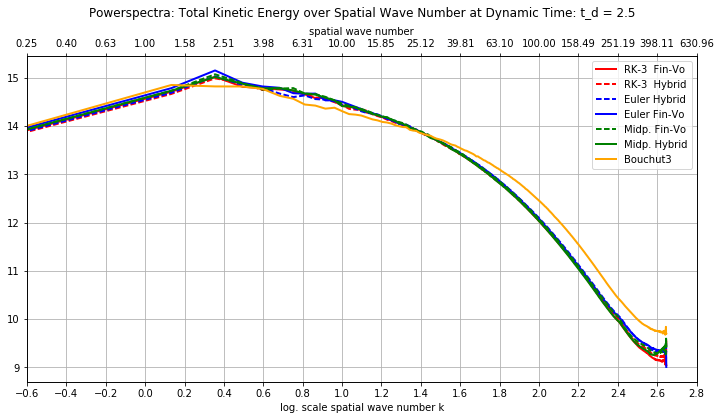 Powerspectra: Total Kinetic Energy over Spatial Wave Number at Dynamic Time: t_d = 2.5
spatial wave number
0.25 0.40 0.63 1.00 1.58 2.51 3.98 6.31 10.00 15.85 25.12 39.81 63.10 100.00 158.49 251.19 398.11 630.96
RK-3 Fin-Vo
RK-3 Hybrid
Euler Hybrid
Euler Fin-Vo
Midp. Fin-Vo
Midp. Hybrid
Bouchut3
15
14
13
12
11
10
9
−0.6 −0.4 −0.2 0.0 0.2 0.4 0.6 0.8 1.0 1.2 1.4 1.6 1.8 2.0 2.2 2.4 2.6 2.8
log. scale spatial wave number k